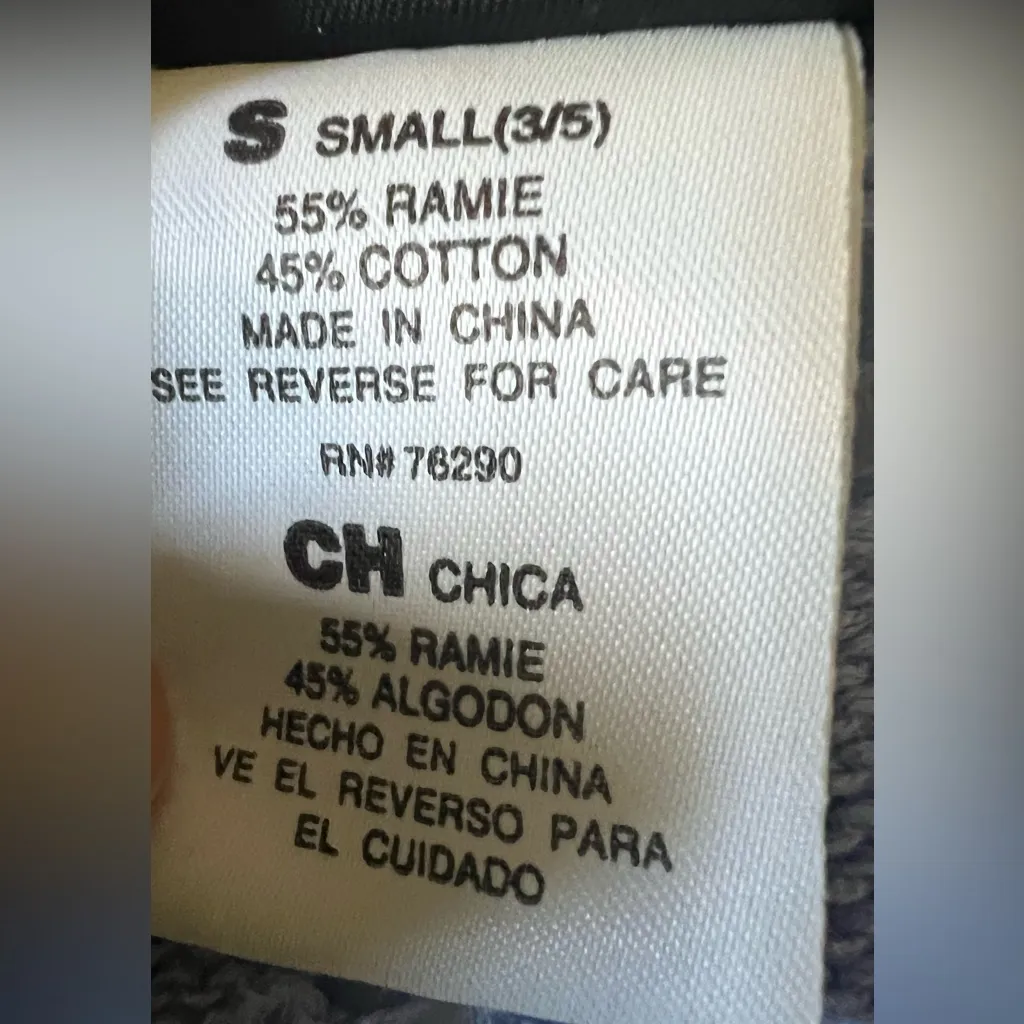 S SMALL(3/5)
55% RAMIE
45% COTTON
MADE IN CHINA
SEE REVERSE FOR CARE
RN# 76290
CH CHICA
55% RAMIE
45% ALGODON
HECHO EN CHINA
VE EL REVERSO PARA
EL CUIDADO